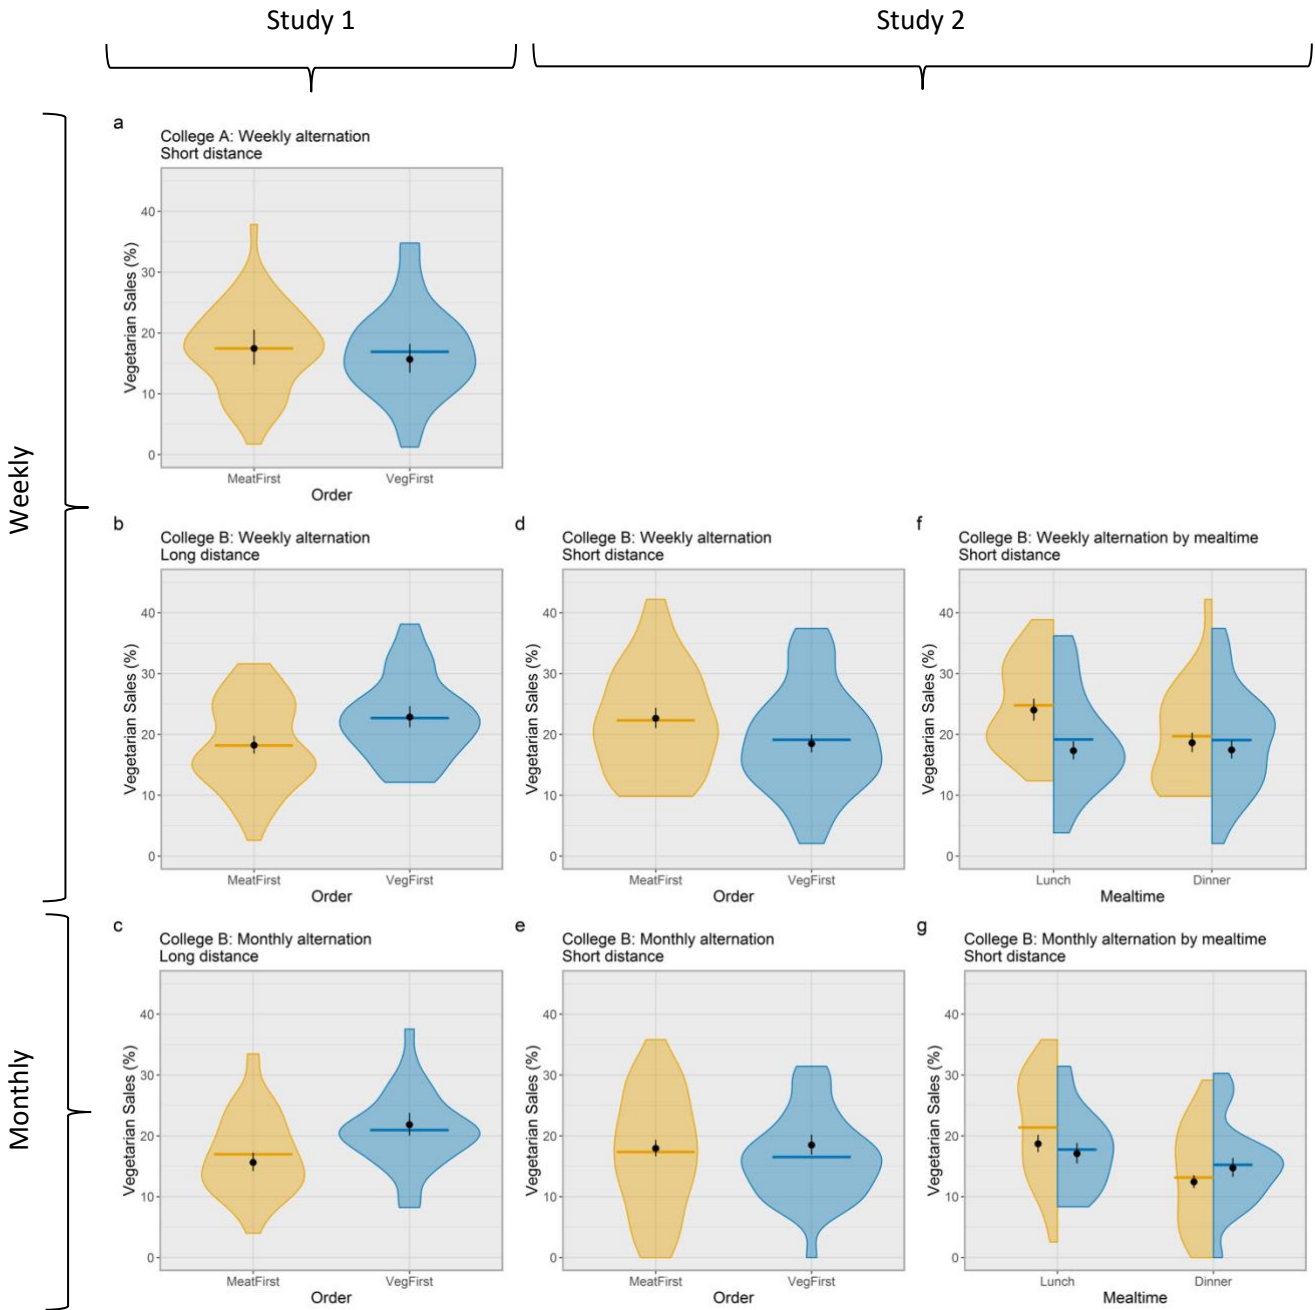 Study 1
Study 2
Weekly
a
College A: Weekly alternation
Short distance
Vegetarian Sales (%)
40
30
20
10
0
MeatFirst VegFirst
Order
b
College B: Weekly alternation
Long distance
Vegetarian Sales (%)
40
30
20
10
0
MeatFirst VegFirst
Order
d
College B: Weekly alternation
Short distance
Vegetarian Sales (%)
40
30
20
10
0
MeatFirst VegFirst
Order
f
College B: Weekly alternation by mealtime
Short distance
Vegetarian Sales (%)
40
30
20
10
0
Lunch Dinner
Mealtime
Monthly
c
College B: Monthly alternation
Long distance
Vegetarian Sales (%)
40
30
20
10
0
MeatFirst VegFirst
Order
e
College B: Monthly alternation
Short distance
Vegetarian Sales (%)
40
30
20
10
0
MeatFirst VegFirst
Order
g
College B: Monthly alternation by mealtime
Short distance
Vegetarian Sales (%)
40
30
20
10
0
Lunch Dinner
Mealtime